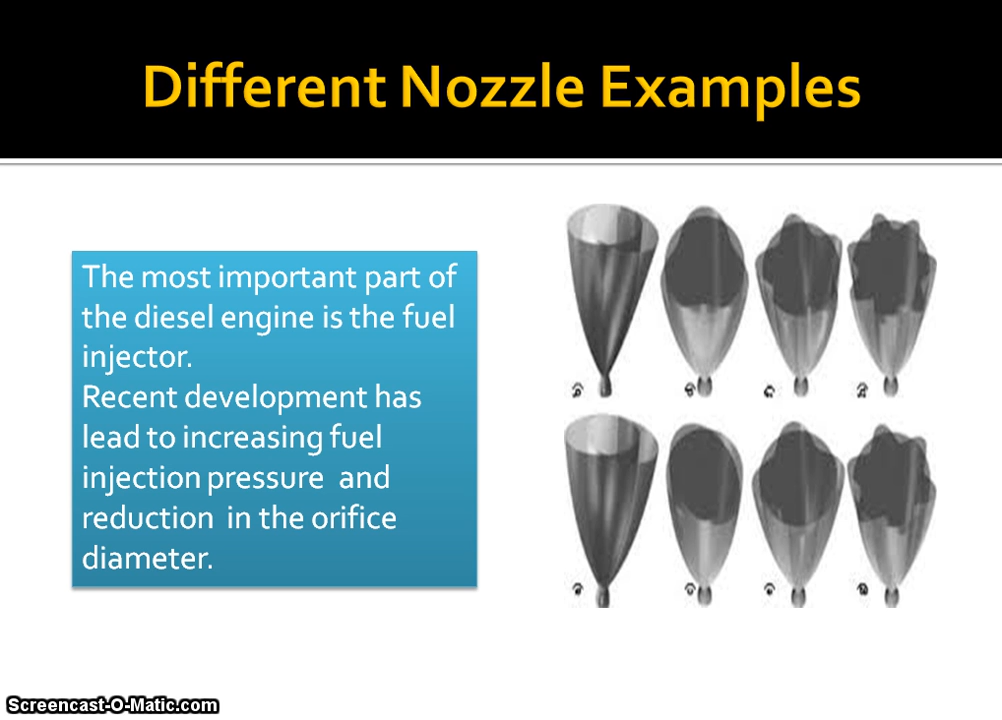 Different Nozzle Examples
The most important part of
the diesel engine is the fuel
injector.
Recent development has
lead to increasing fuel
injection pressure and
reduction in the orifice
diameter.
Screencast-O-Matic.com